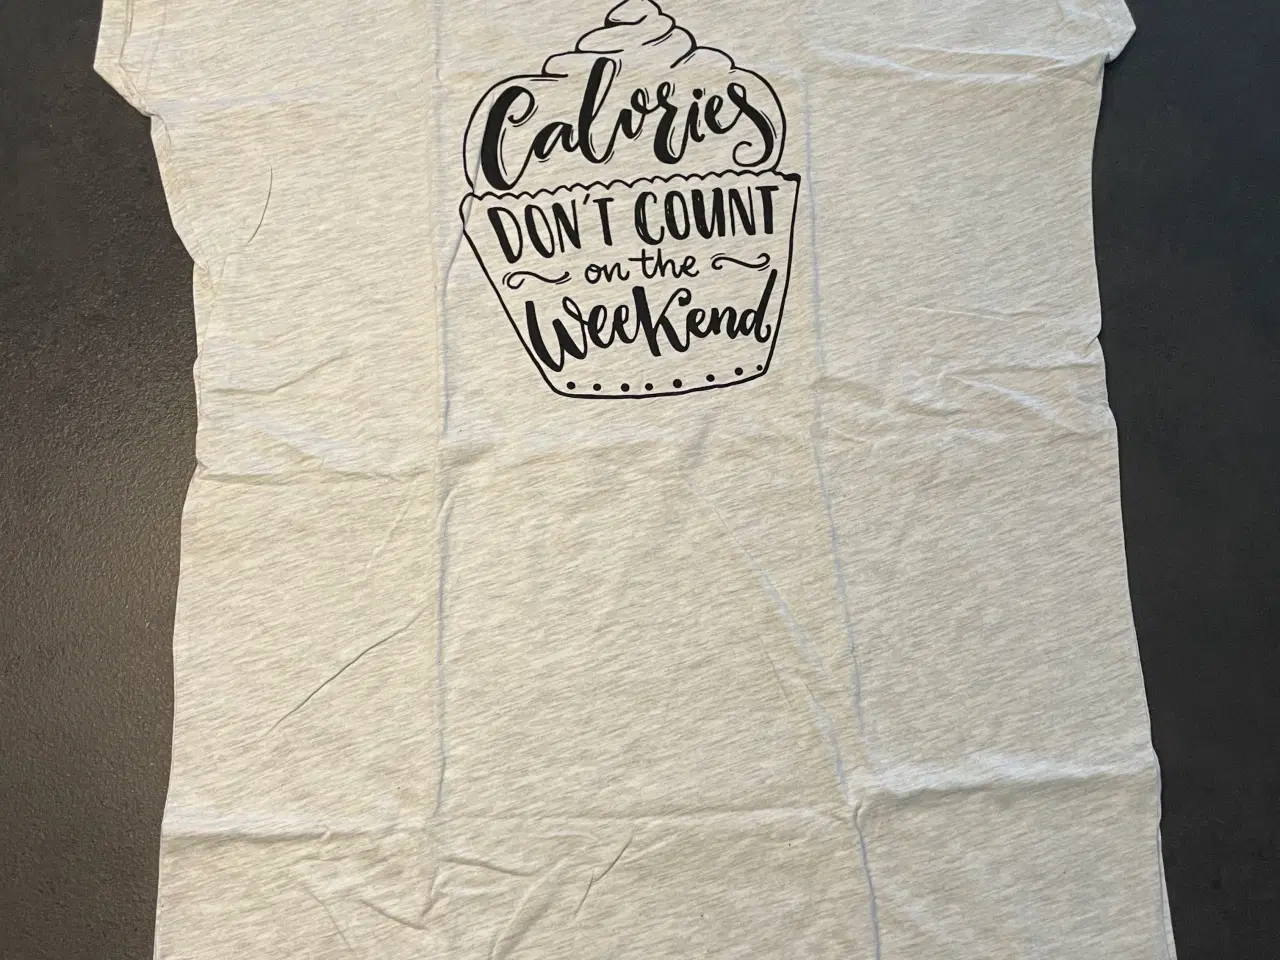 Calories
DON'T COUNT
on the
Weekend